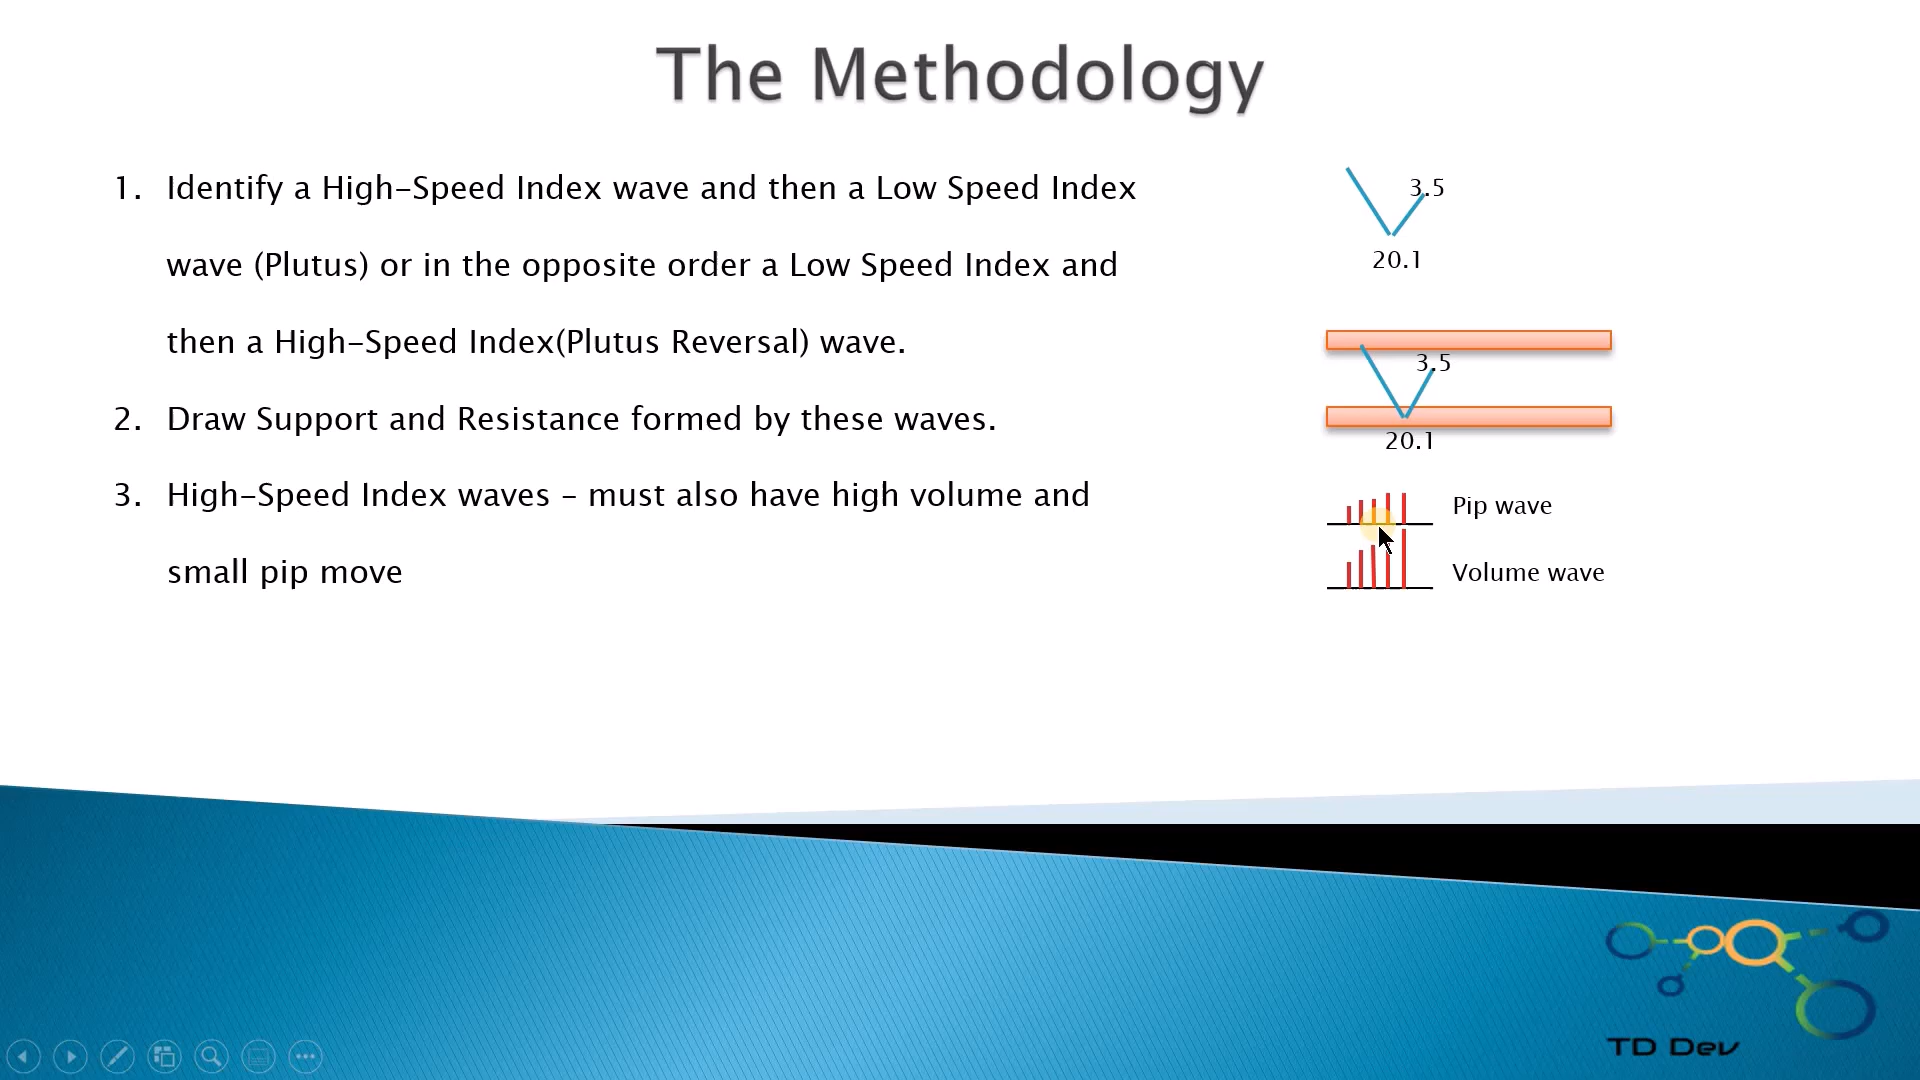 The Methodology
1. Identify a High-Speed Index wave and then a Low Speed Index
wave (Plutus) or in the opposite order a Low Speed Index and
then a High-Speed Index(Plutus Reversal) wave.
2. Draw Support and Resistance formed by these waves.
3. High-Speed Index waves – must also have high volume and
small pip move
3.5
20.1
3.5
20.1
Pip wave
Volume wave
TD Dev